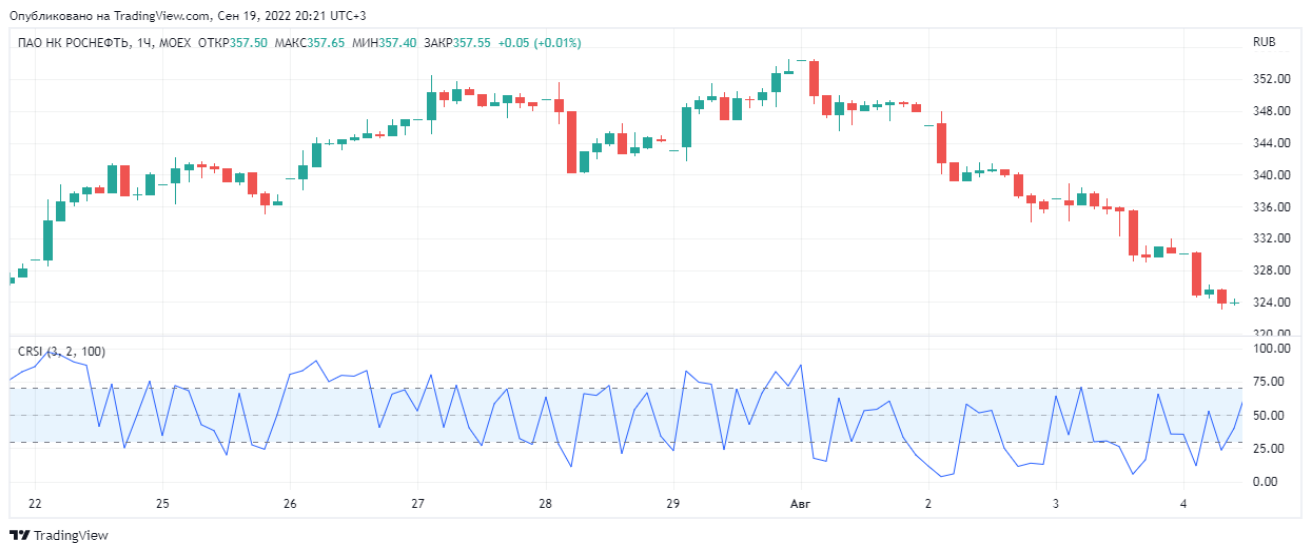 Опубликовано на TradingView.com, Сен 19, 2022 20:21 UTC+3
ПАО НК РОСНЕФТЬ, 1Ч, MOEX ОТКР357.50 МАКС357.65 МИН357.40 ЗАКР357.55 +0.05 (+0.01%)
RUB
352.00
348.00
344.00
340.00
336.00
332.00
328.00
324.00
320.00
CRSI (3, 2, 100)
100.00
75.00
50.00
25.00
0.00
22 25 26 27 28 29 Авг 2 3 4
TradingView